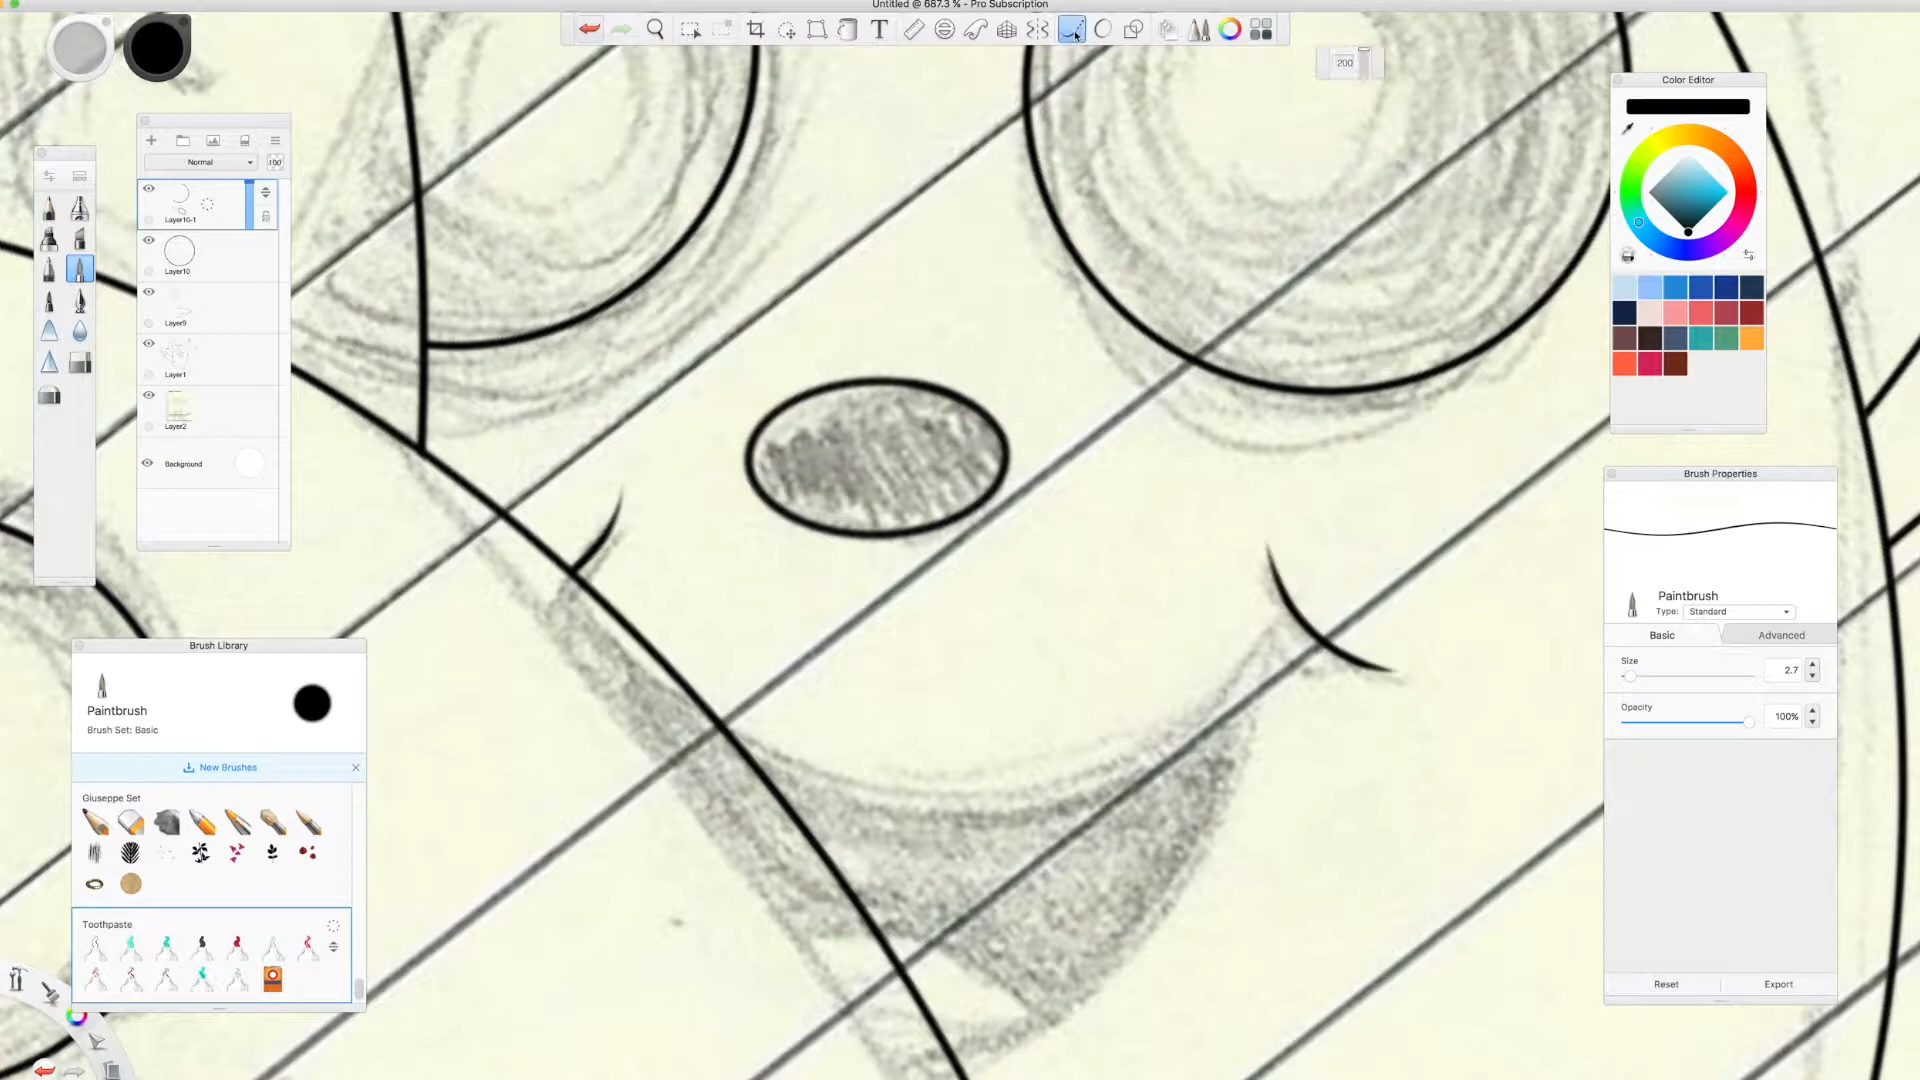 Untitled @ 687.3 % - Pro Subscription
200
Color Editor
Normal
100
Layer10-1
Layer10
Layer9
Layer1
Layer2
Background
Brush Properties
Paintbrush
Type: Standard
Basic
Advanced
Size
2.7
Opacity
100%
Reset
Export
Brush Library
Paintbrush
Brush Set: Basic
New Brushes
Giuseppe Set
Toothpaste